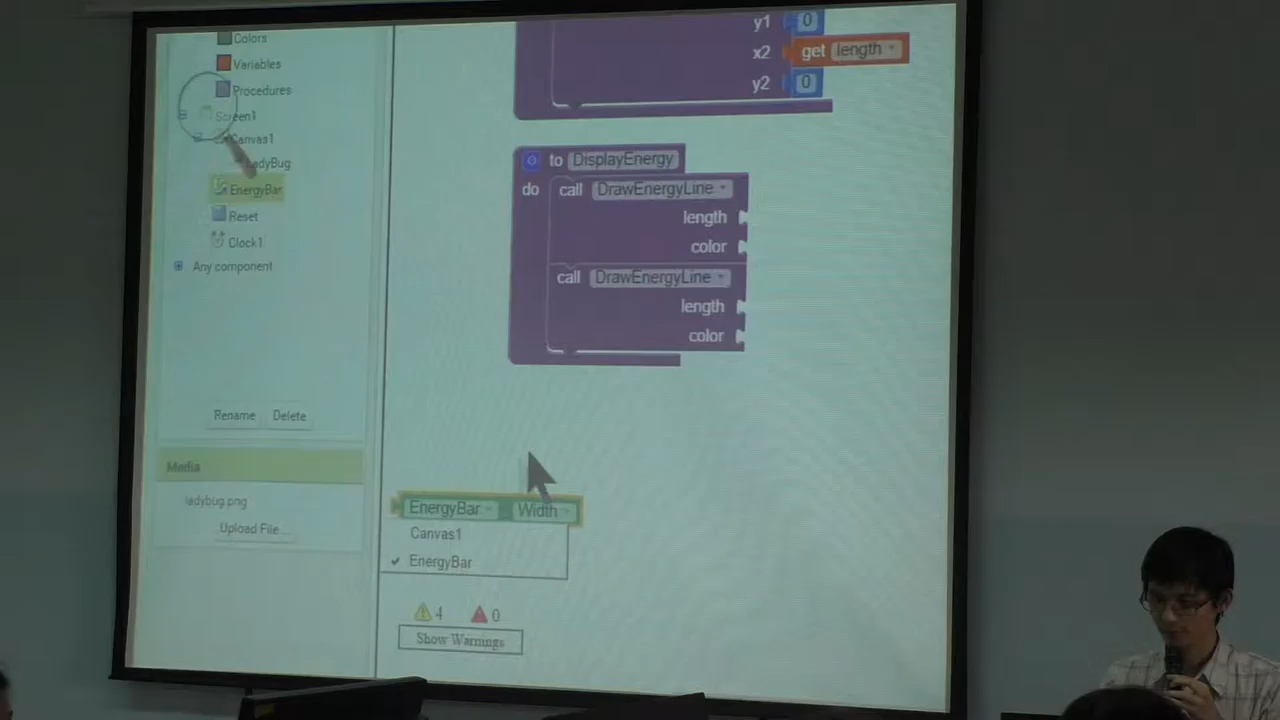 Colors
Variables
Procedures
Screen1
Canvas1
LadyBug
EnergyBar
Reset
Clock1
Any component
Rename Delete
Media
ladybug.png
Upload File...
y1 0
x2 get length
y2 0
to DisplayEnergy
do call DrawEnergyLine
length
color
call DrawEnergyLine
length
color
EnergyBar . Width
Canvas1
EnergyBar
4 0
Show Warnings